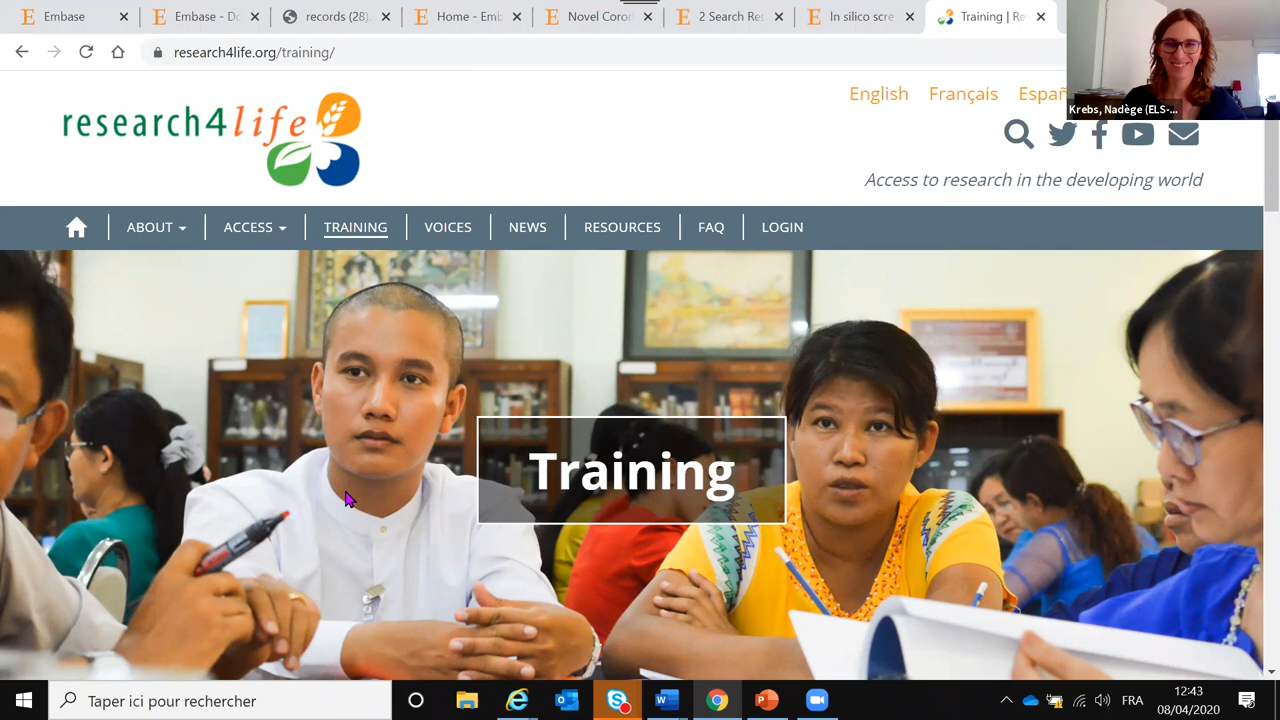 Embase
Embase - Do
records (28)
Home - Emb
Novel Coror
2 Search Res
In silico scre
Training | Re
research4life.org/training/
Krebs, Nadège (ELS-...
research4life
English Français Españ
Access to research in the developing world
ABOUT ACCESS TRAINING VOICES NEWS RESOURCES FAQ LOGIN
Training
Taper ici pour rechercher
FRA
12:43
08/04/2020